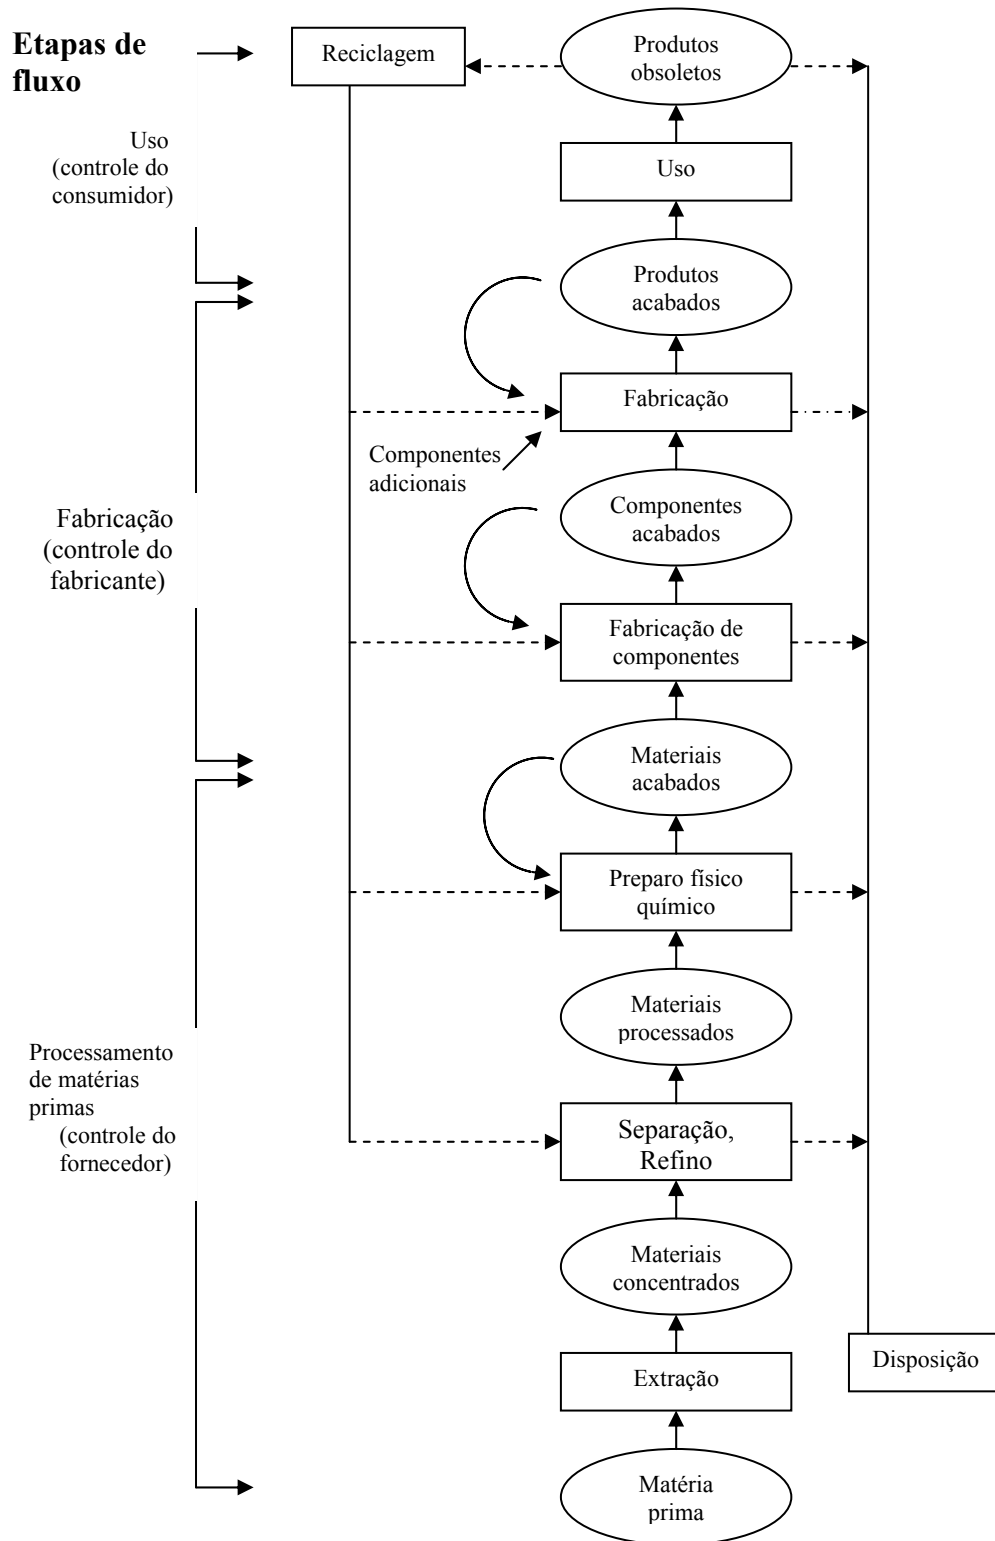 Etapas de
fluxo
Reciclagem
Produtos
obsoletos
Uso
(controle do
consumidor)
Uso
Produtos
acabados
Fabricação
Componentes
adicionais
Componentes
acabados
Fabricação
(controle do
fabricante)
Fabricação de
componentes
Materiais
acabados
Preparo físico
químico
Materiais
processados
Processamento
de matérias
primas
(controle do
fornecedor)
Separação,
Refino
Materiais
concentrados
Disposição
Extração
Matéria
prima